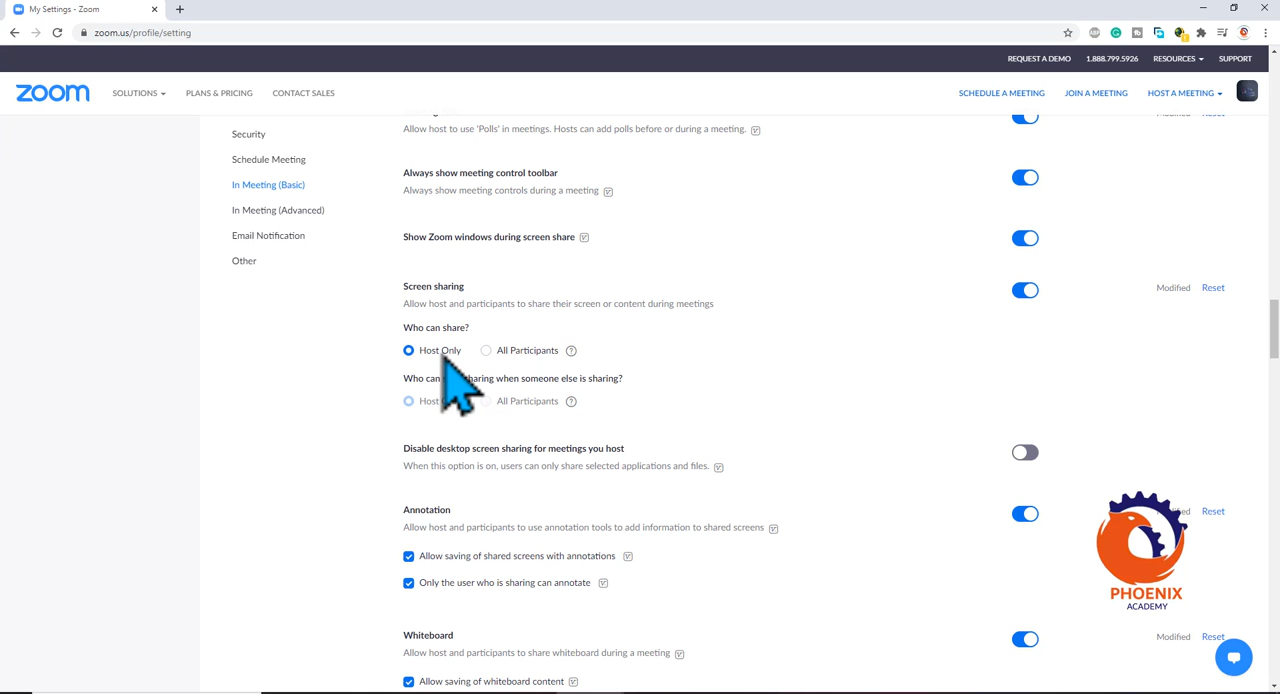 My Settings - Zoom
zoom.us/profile/setting
REQUEST A DEMO 1.888.799.5926 RESOURCES SUPPORT
zoom SOLUTIONS PLANS & PRICING CONTACT SALES SCHEDULE A MEETING JOIN A MEETING HOST A MEETING
Security
Schedule Meeting
In Meeting (Basic)
In Meeting (Advanced)
Email Notification
Other
Allow host to use 'Polls' in meetings. Hosts can add polls before or during a meeting.
Always show meeting control toolbar
Always show meeting controls during a meeting
Show Zoom windows during screen share
Screen sharing
Modified Reset
Allow host and participants to share their screen or content during meetings
Who can share?
Host Only All Participants
Who can sharing when someone else is sharing?
Host All Participants
Disable desktop screen sharing for meetings you host
When this option is on, users can only share selected applications and files.
Annotation
Reset
Allow host and participants to use annotation tools to add information to shared screens
Allow saving of shared screens with annotations
Only the user who is sharing can annotate
PHOENIX
ACADEMY
Whiteboard
Modified Reset
Allow host and participants to share whiteboard during a meeting
Allow saving of whiteboard content